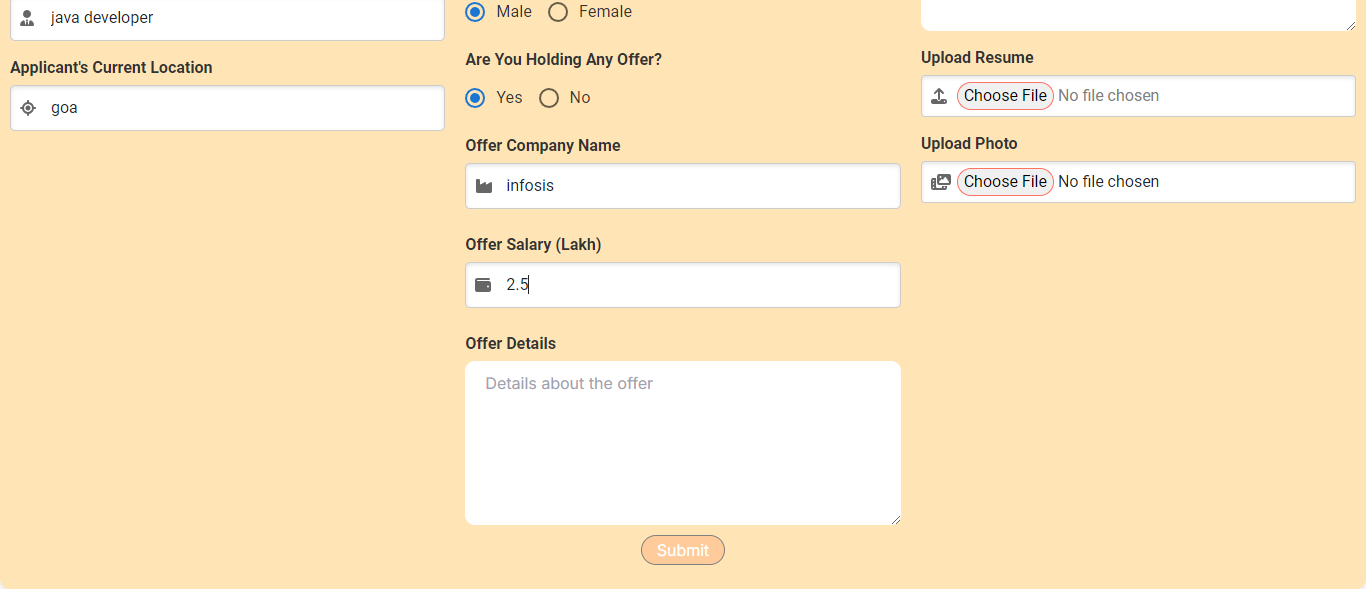 java developer
Applicant's Current Location
goa
Male Female
Are You Holding Any Offer?
Yes No
Offer Company Name
infosis
Offer Salary (Lakh)
2.5
Offer Details
Details about the offer
Submit
Upload Resume
Choose File No file chosen
Upload Photo
Choose File No file chosen